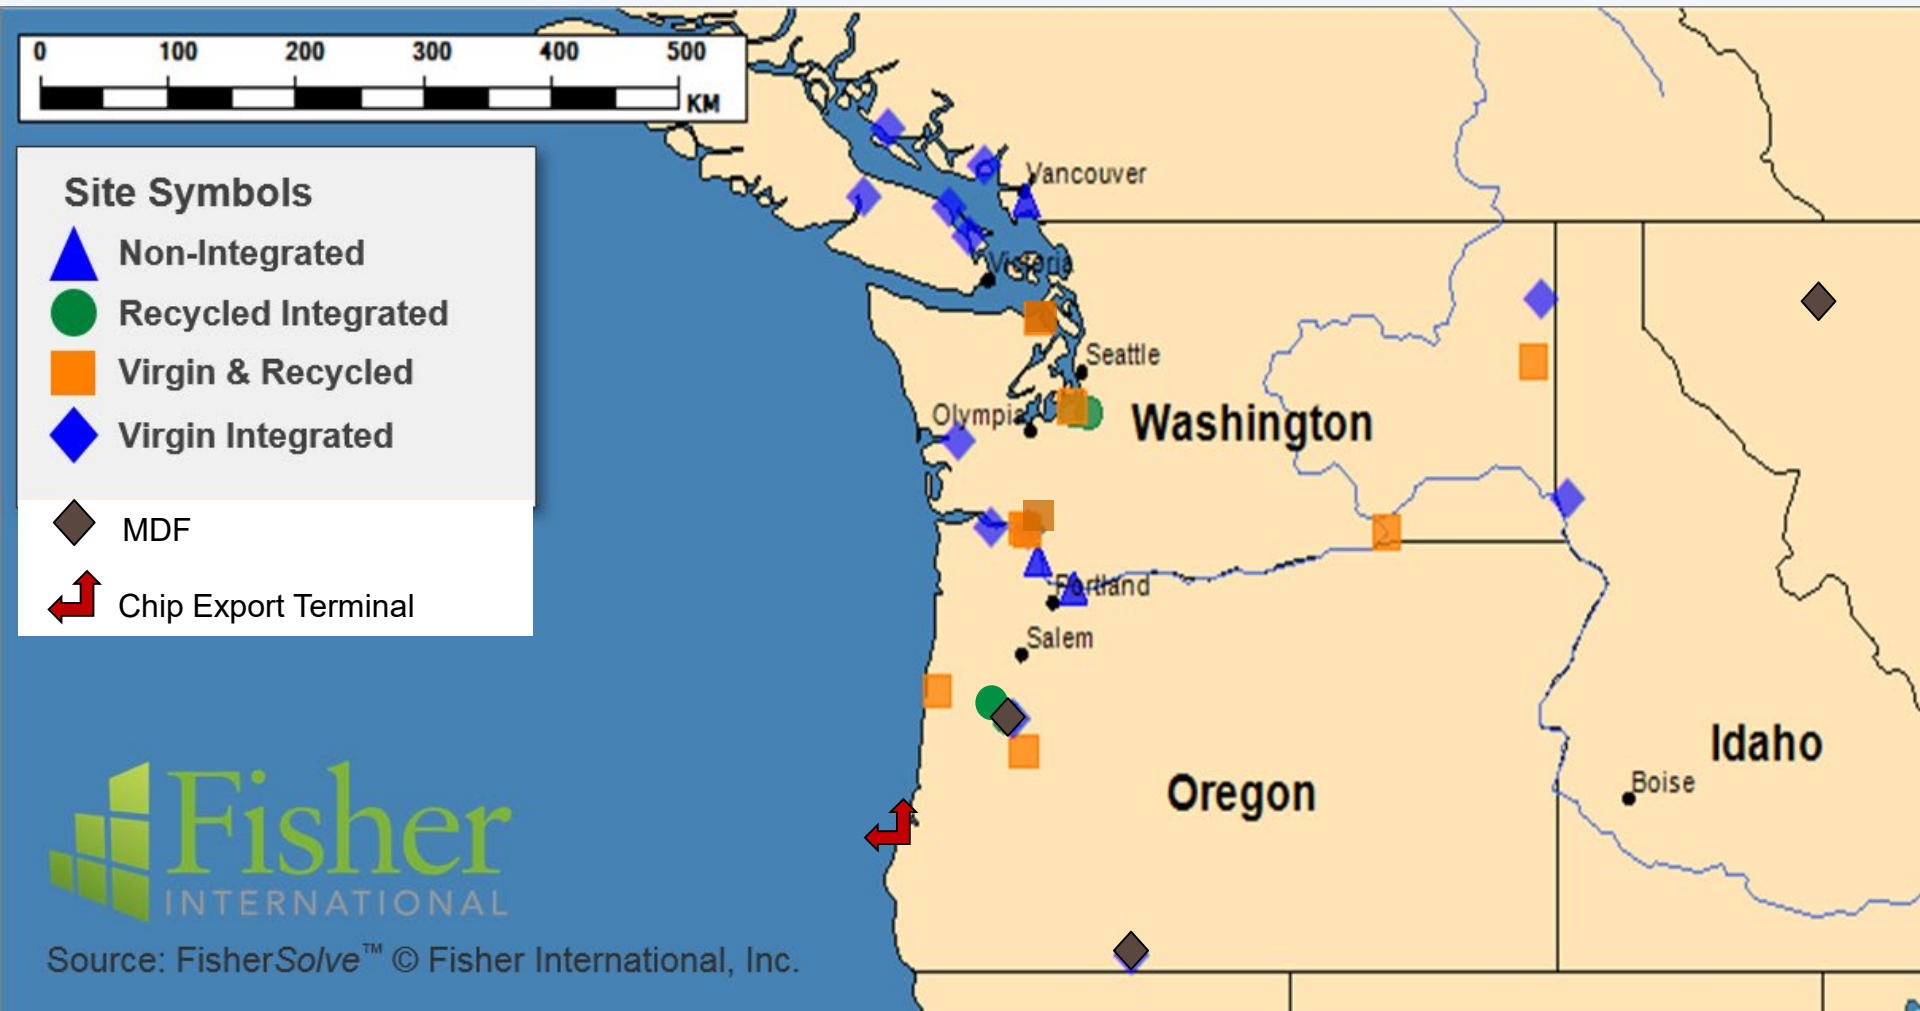 0 100 200 300 400 500
KM
Site Symbols
Non-Integrated
Recycled Integrated
Virgin & Recycled
Virgin Integrated
MDF
Chip Export Terminal
Vancouver
Victoria
Seattle
Olympia
Washington
Portland
Salem
Idaho
Boise
Oregon
Fisher
INTERNATIONAL
Source: FisherSolve™ © Fisher International, Inc.